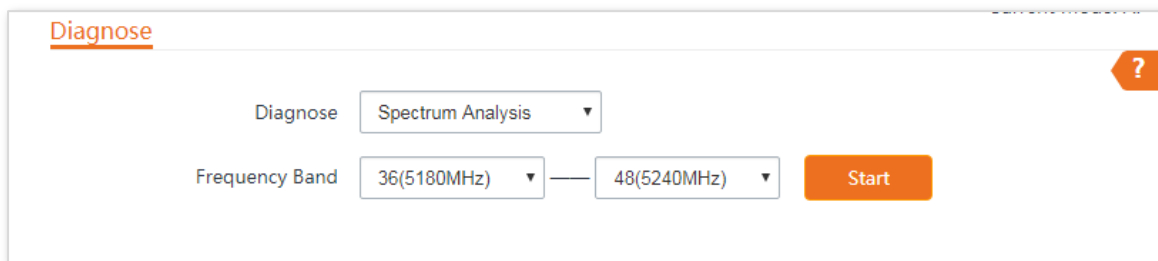 Diagnose
?
Diagnose Spectrum Analysis
Frequency Band 36(5180MHz) —— 48(5240MHz) Start